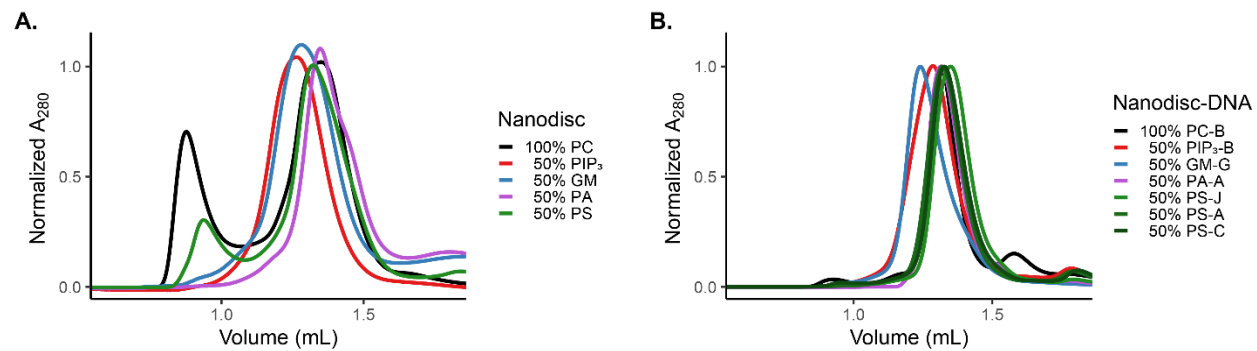 A.
Normalized A₂₈₀
1.0
0.5
0.0
1.0
1.5
Volume (mL)
Nanodisc
100% PC
50% PIP₃
50% GM
50% PA
50% PS
B.
Normalized A₂₈₀
1.0
0.5
0.0
1.0
1.5
Volume (mL)
Nanodisc-DNA
100% PC-B
50% PIP₃-B
50% GM-G
50% PA-A
50% PS-J
50% PS-A
50% PS-C